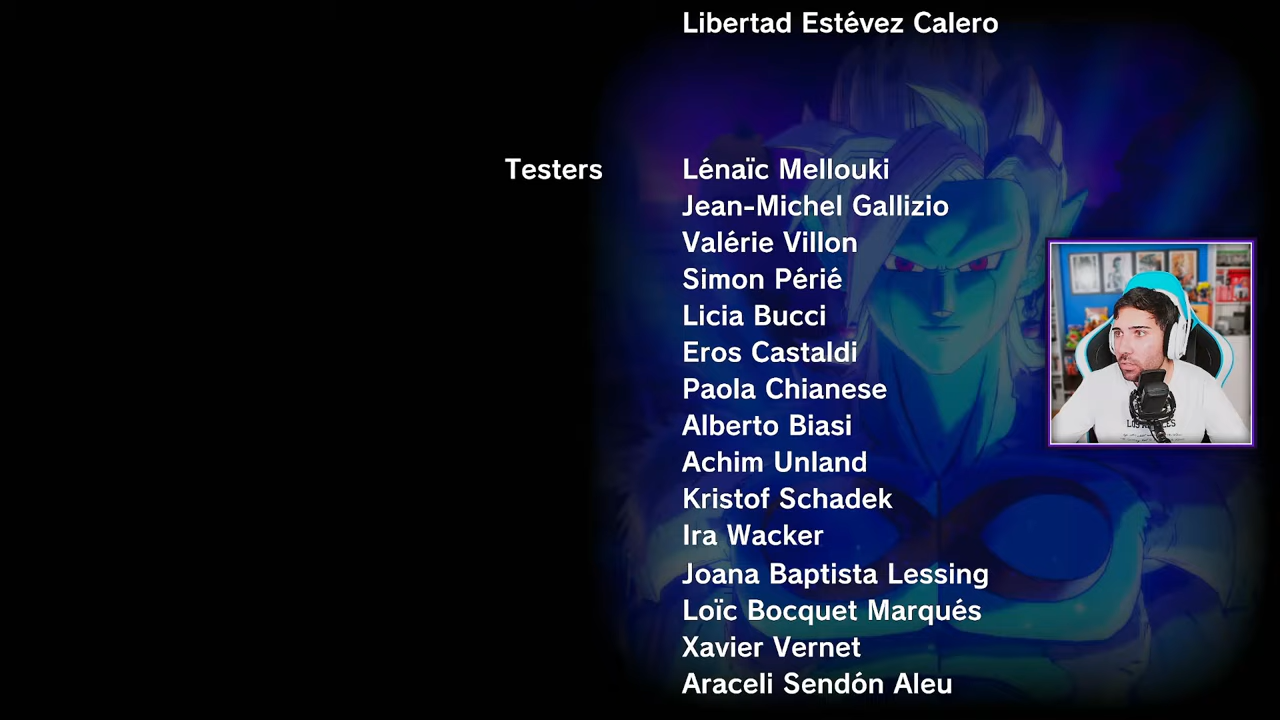 Libertad Estévez Calero
Testers Lénaïc Mellouki
Jean-Michel Gallizio
Valérie Villon
Simon Périé
Licia Bucci
Eros Castaldi
Paola Chianese
Alberto Biasi
Achim Unland
Kristof Schadek
Ira Wacker
Joana Baptista Lessing
Loïc Bocquet Marqués
Xavier Vernet
Araceli Sendón Aleu